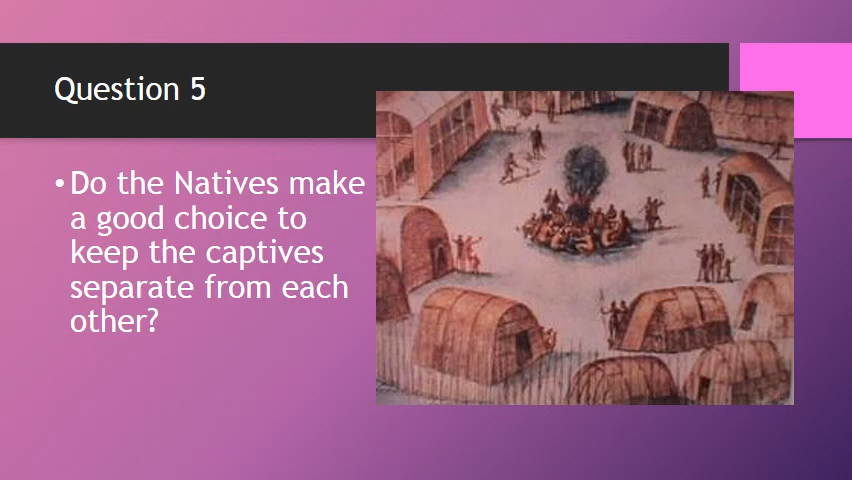 Question 5
•Do the Natives make
a good choice to
keep the captives
separate from each
other?